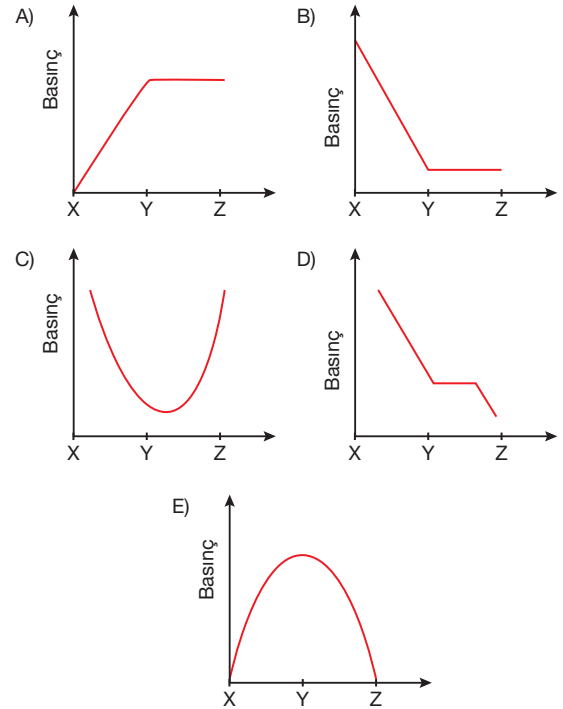 A)
Basınç
X Y Z
B)
Basınç
X Y Z
C)
Basınç
X Y Z
D)
Basınç
X Y Z
E)
Basınç
X Y Z